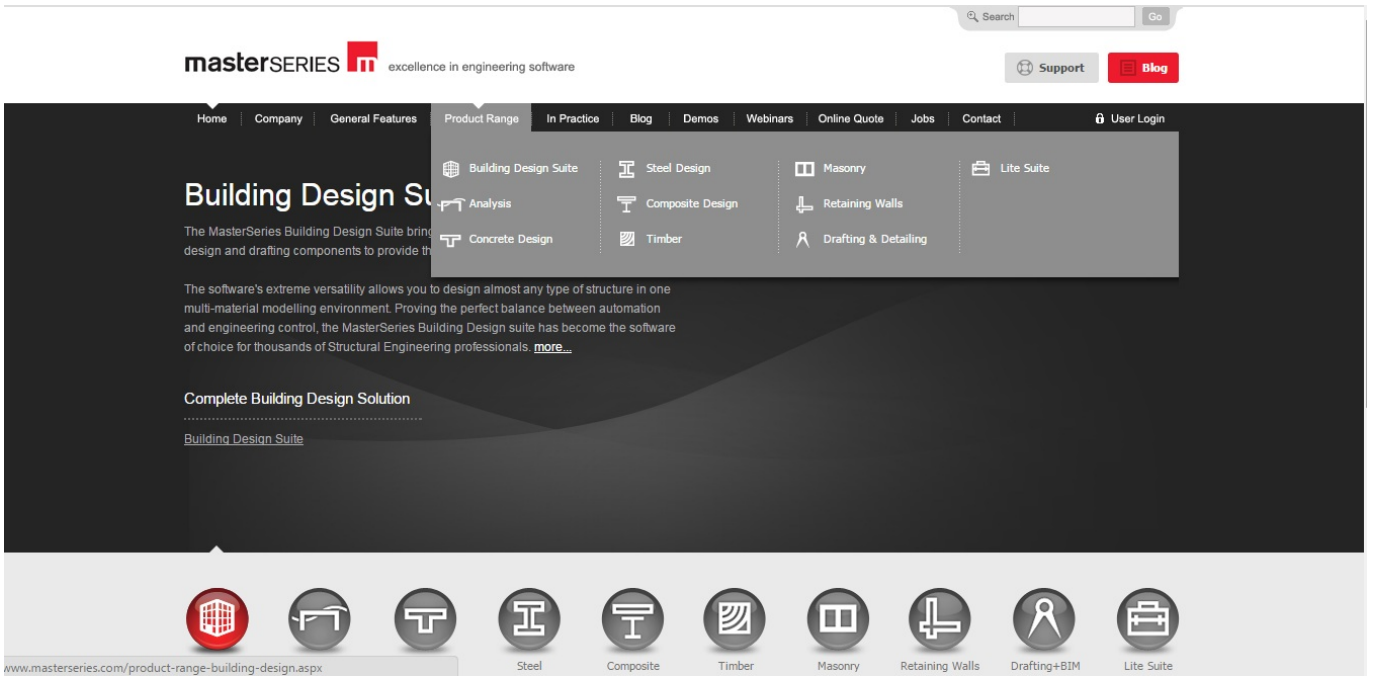 Search
Go
masterSERIES m excellence in engineering software
Support
Blog
Home Company General Features Product Range In Practice Blog Demos Webinars Online Quote Jobs Contact User Login
Building Design Suite Steel Design Masonry Lite Suite
Analysis Composite Design Retaining Walls
Concrete Design Timber Drafting & Detailing
Building Design Su
The MasterSeries Building Design Suite bring
design and drafting components to provide th
The software's extreme versatility allows you to design almost any type of structure in one
multi-material modelling environment. Proving the perfect balance between automation
and engineering control, the MasterSeries Building Design suite has become the software
of choice for thousands of Structural Engineering professionals. more...
Complete Building Design Solution
Building Design Suite
Steel Composite Timber Masonry Retaining Walls Drafting+BIM Lite Suite
www.masterseries.com/product-range-building-design.aspx